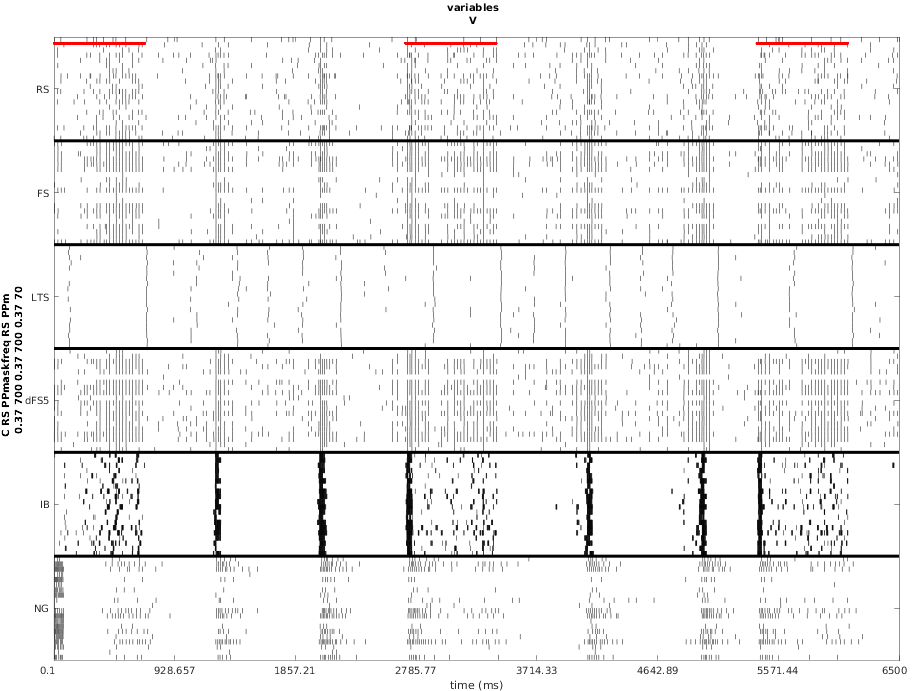 variables
V
RS
FS
LTS
dFS5
IB
NG
C RS PPmaskfreq RS PPm
0.37 700 0.37 700 0.37 70
0.1 928.657 1857.21 2785.77 3714.33 4642.89 5571.44 6500
time (ms)